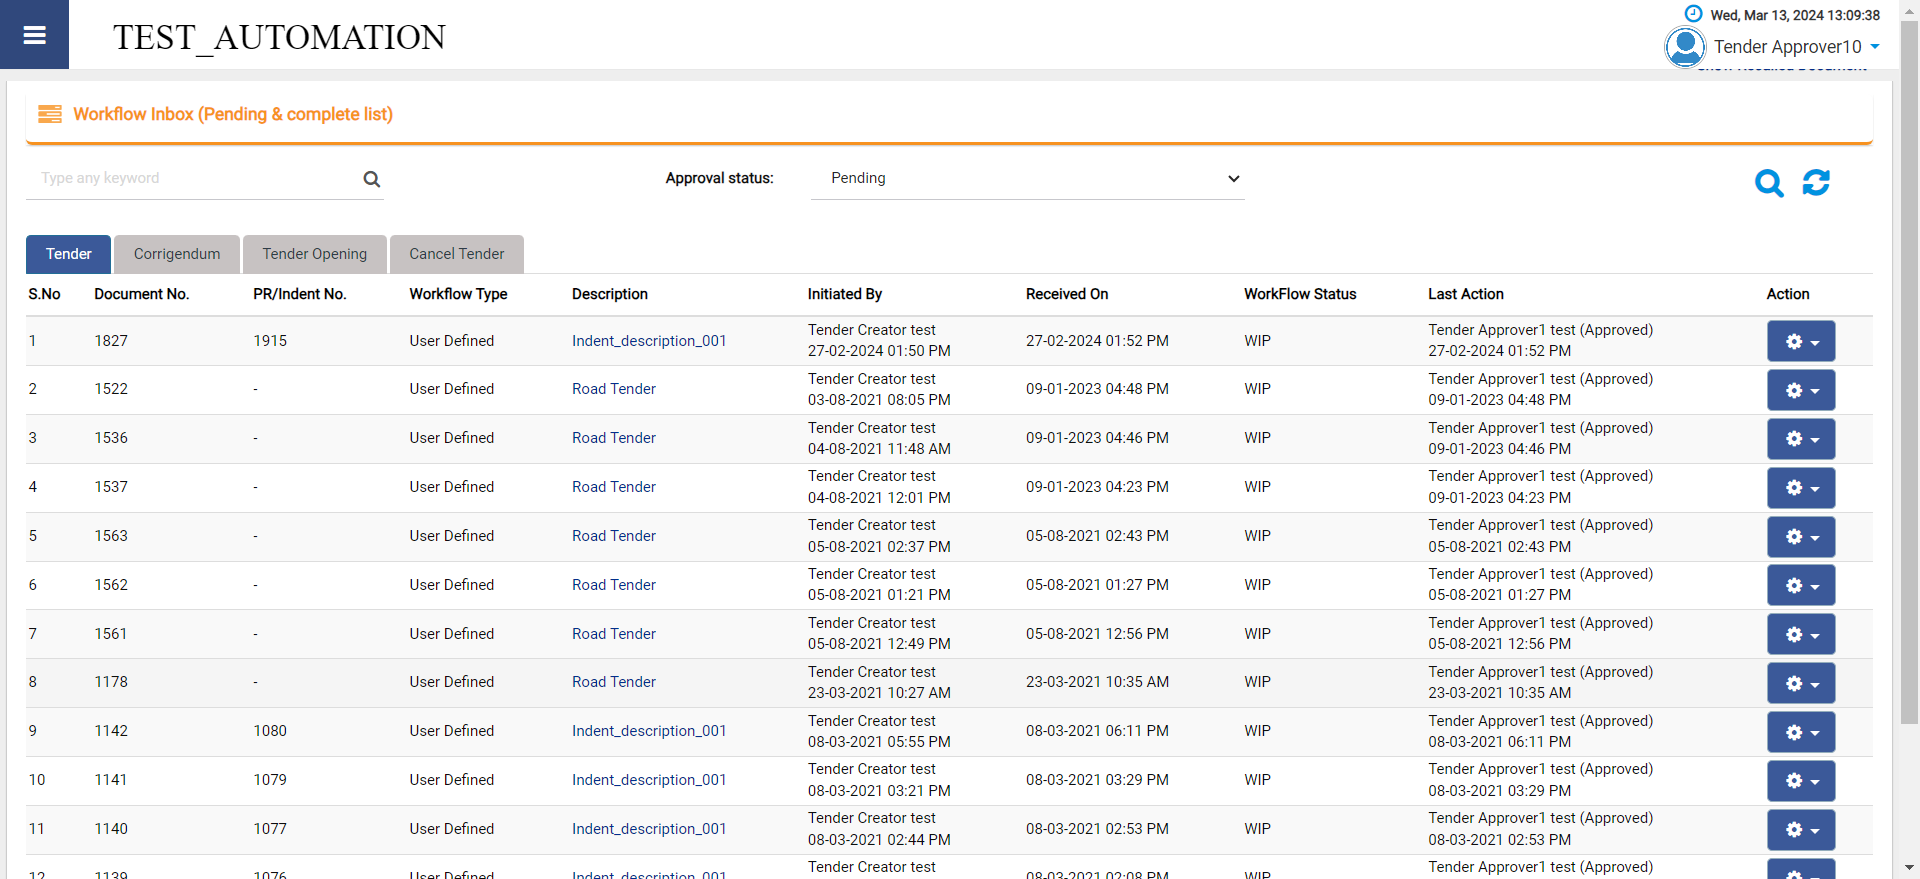 Wed, Mar 13, 2024 13:09:38
TEST_AUTOMATION
Tender Approver10
Workflow Inbox (Pending & complete list)
Type any keyword
Approval status:
Pending
Tender Corrigendum Tender Opening Cancel Tender
S.No Document No. PR/Indent No. Workflow Type Description Initiated By Received On WorkFlow Status Last Action Action
1 1827 1915 User Defined Indent_description_001 Tender Creator test 27-02-2024 01:50 PM 27-02-2024 01:52 PM WIP Tender Approver1 test (Approved) 27-02-2024 01:52 PM
2 1522 - User Defined Road Tender Tender Creator test 03-08-2021 08:05 PM 09-01-2023 04:48 PM WIP Tender Approver1 test (Approved) 09-01-2023 04:48 PM
3 1536 - User Defined Road Tender Tender Creator test 04-08-2021 11:48 AM 09-01-2023 04:46 PM WIP Tender Approver1 test (Approved) 09-01-2023 04:46 PM
4 1537 - User Defined Road Tender Tender Creator test 04-08-2021 12:01 PM 09-01-2023 04:23 PM WIP Tender Approver1 test (Approved) 09-01-2023 04:23 PM
5 1563 - User Defined Road Tender Tender Creator test 05-08-2021 02:37 PM 05-08-2021 02:43 PM WIP Tender Approver1 test (Approved) 05-08-2021 02:43 PM
6 1562 - User Defined Road Tender Tender Creator test 05-08-2021 01:21 PM 05-08-2021 01:27 PM WIP Tender Approver1 test (Approved) 05-08-2021 01:27 PM
7 1561 - User Defined Road Tender Tender Creator test 05-08-2021 12:49 PM 05-08-2021 12:56 PM WIP Tender Approver1 test (Approved) 05-08-2021 12:56 PM
8 1178 - User Defined Road Tender Tender Creator test 23-03-2021 10:27 AM 23-03-2021 10:35 AM WIP Tender Approver1 test (Approved) 23-03-2021 10:35 AM
9 1142 1080 User Defined Indent_description_001 Tender Creator test 08-03-2021 05:55 PM 08-03-2021 06:11 PM WIP Tender Approver1 test (Approved) 08-03-2021 06:11 PM
10 1141 1079 User Defined Indent_description_001 Tender Creator test 08-03-2021 03:21 PM 08-03-2021 03:29 PM WIP Tender Approver1 test (Approved) 08-03-2021 03:29 PM
11 1140 1077 User Defined Indent_description_001 Tender Creator test 08-03-2021 02:44 PM 08-03-2021 02:53 PM WIP Tender Approver1 test (Approved) 08-03-2021 02:53 PM
12 1139 1076 User Defined Indent_description_001 Tender Creator test 08-03-2021 02:08 PM WIP Tender Approver1 test (Approved)